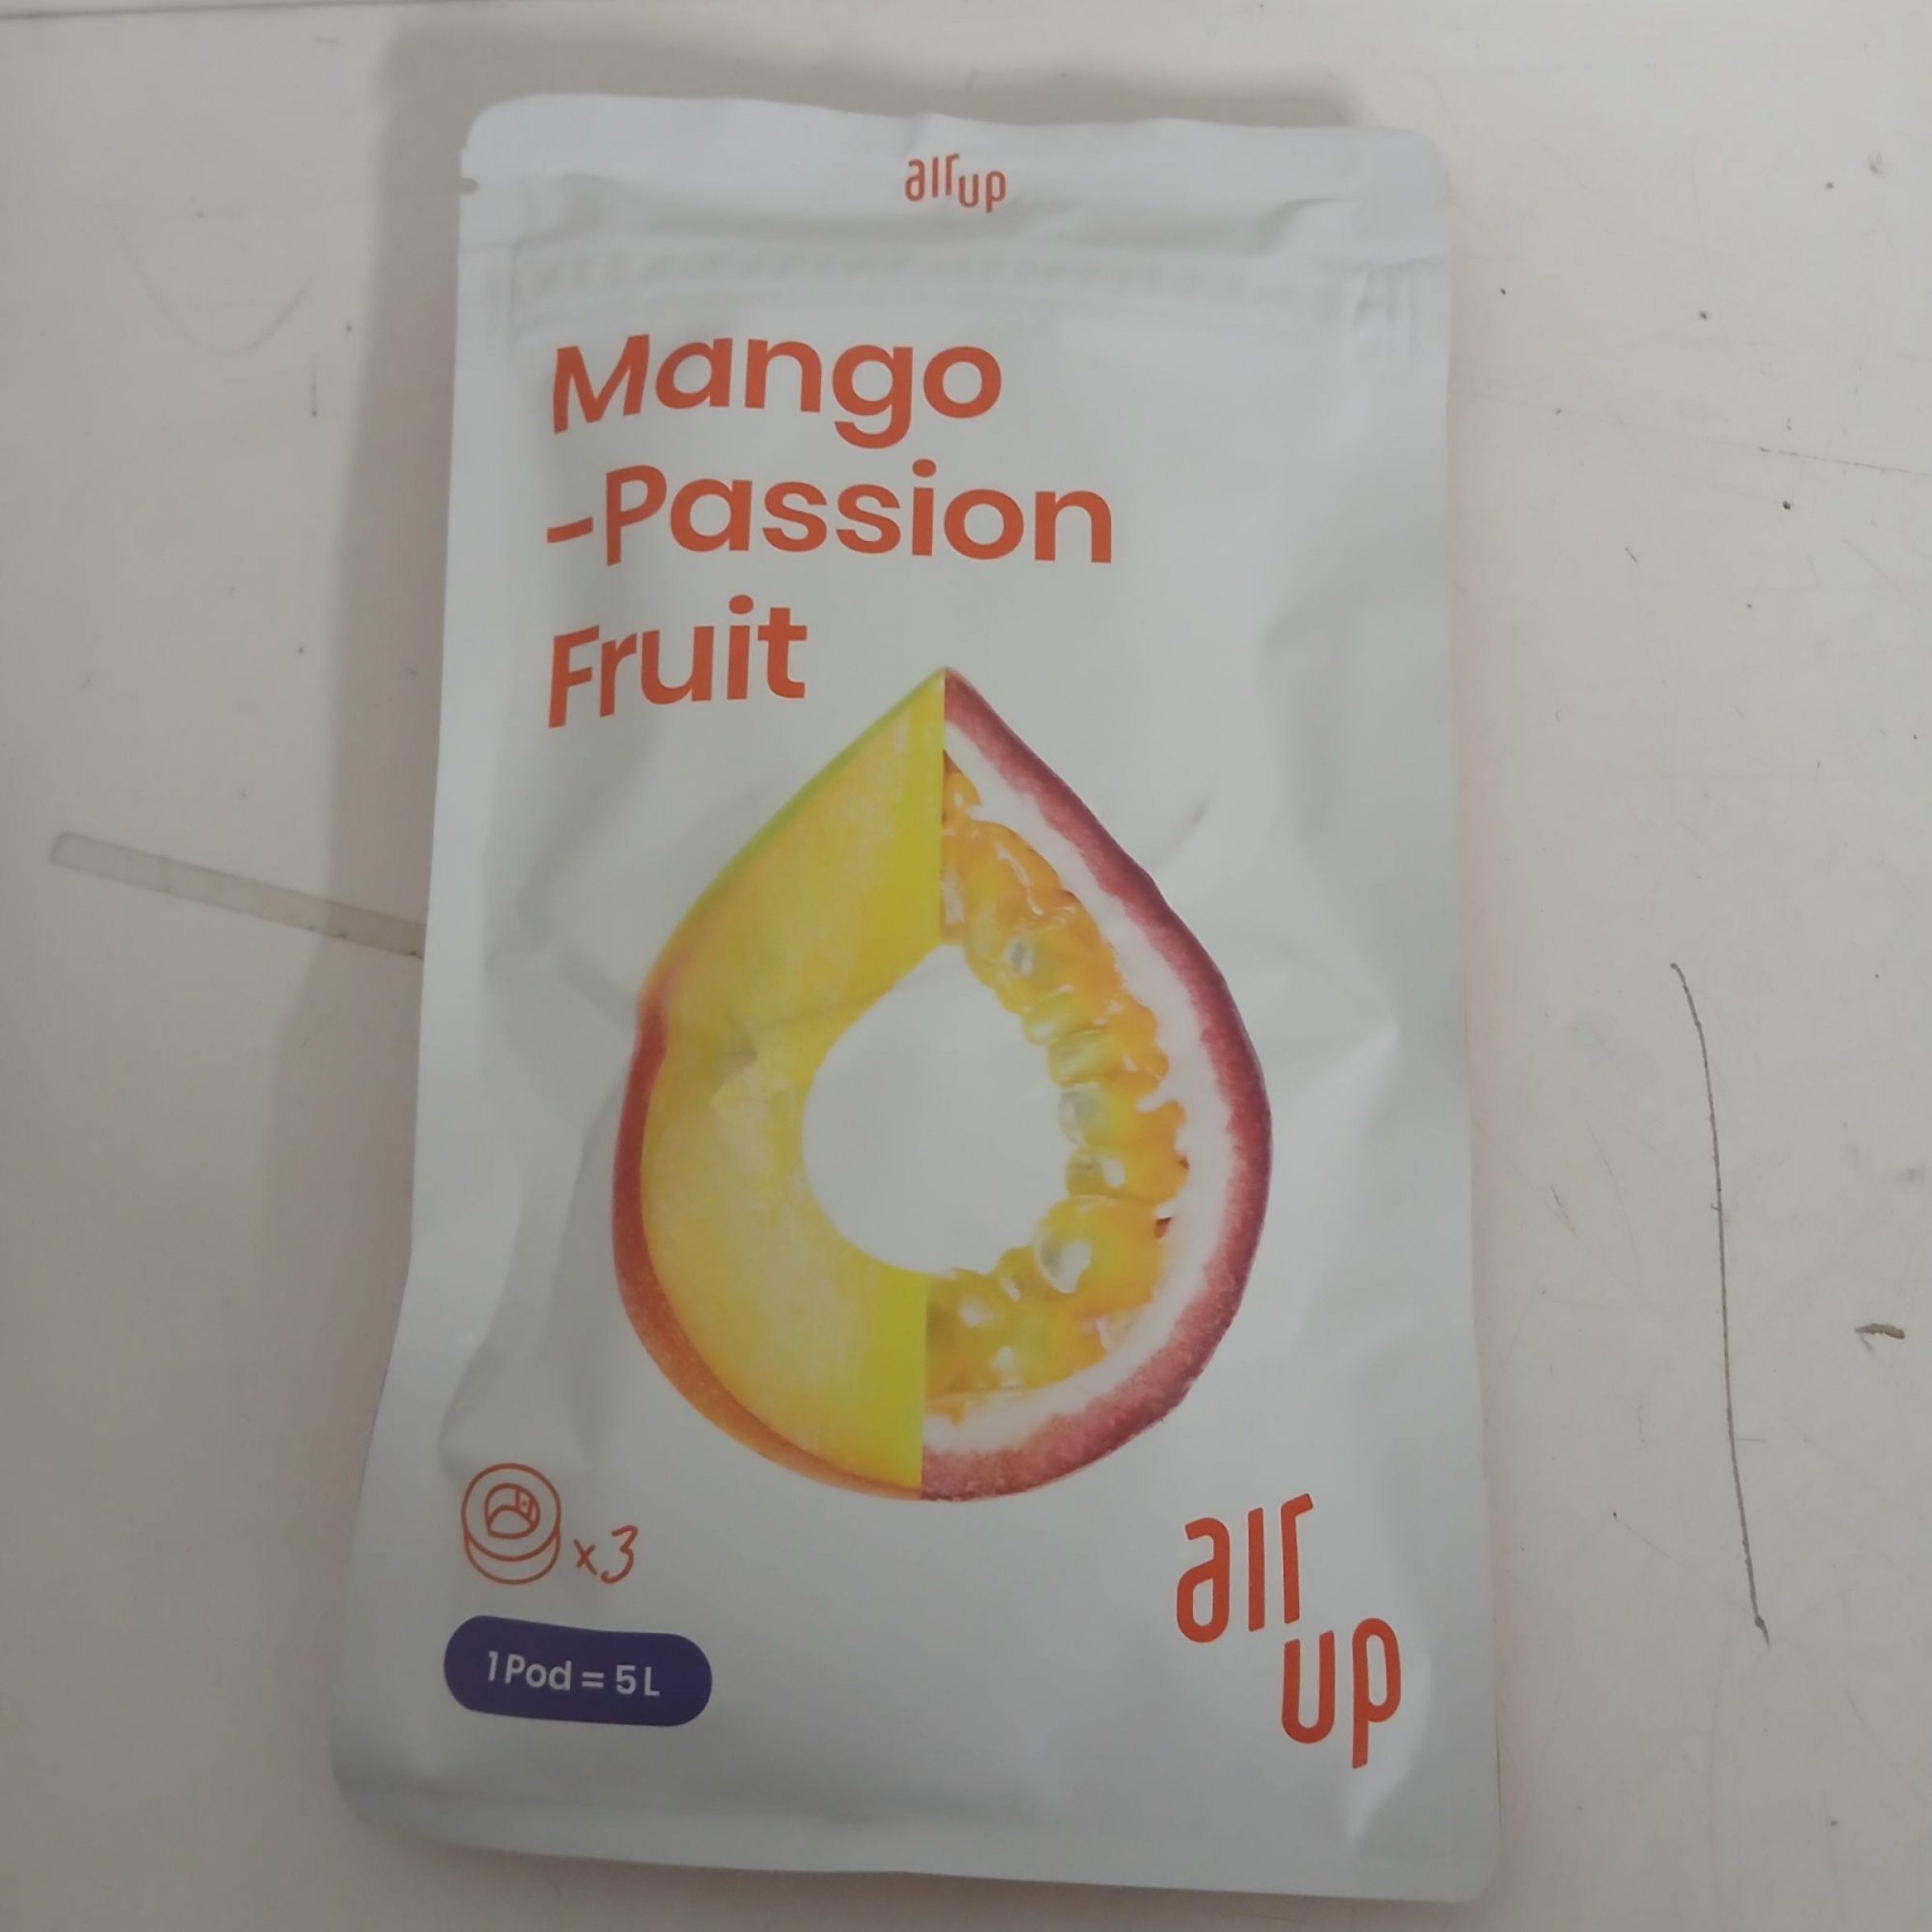 air up
Mango
-Passion
Fruit
x3
1 Pod = 5 L
air
up